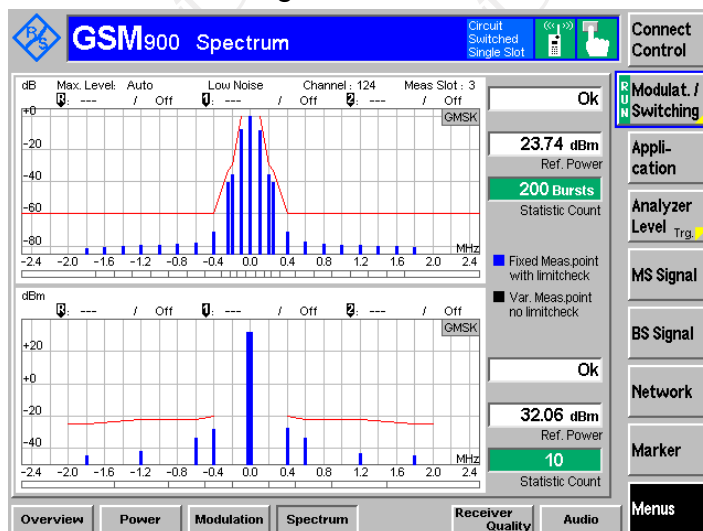 R/S
GSM900 Spectrum
Circuit Switched Single Slot
Connect Control
dB Max. Level: Auto Low Noise Channel : 124 Meas Slot : 3
R: --- / Off 1: --- / Off 2: --- / Off
+0
GMSK
-20
-40
-60
-80
MHz
-2.4 -2.0 -1.6 -1.2 -0.8 -0.4 0.0 0.4 0.8 1.2 1.6 2.0 2.4
Ok
23.74 dBm
Ref. Power
200 Bursts
Statistic Count
Fixed Meas.point
with limitcheck
Var. Meas.point
no limitcheck
dBm
R: --- / Off 1: --- / Off 2: --- / Off
GMSK
+20
+0
-20
-40
MHz
-2.4 -2.0 -1.6 -1.2 -0.8 -0.4 0.0 0.4 0.8 1.2 1.6 2.0 2.4
Ok
32.06 dBm
Ref. Power
10
Statistic Count
RUN
Modulat. / Switching
Appli-
cation
Analyzer
Level Trg.
MS Signal
BS Signal
Network
Marker
Menus
Overview Power Modulation Spectrum Receiver Quality Audio